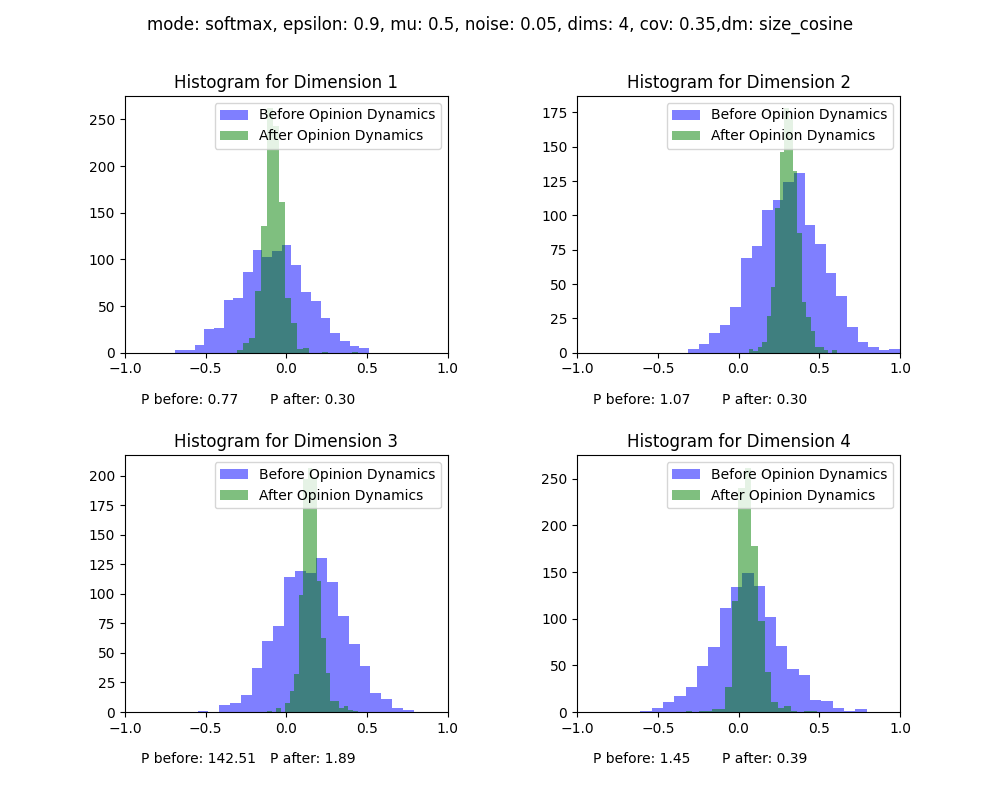 mode: softmax, epsilon: 0.9, mu: 0.5, noise: 0.05, dims: 4, cov: 0.35,dm: size_cosine
Histogram for Dimension 1
Before Opinion Dynamics
After Opinion Dynamics
250
200
150
100
50
0
−1.0 −0.5 0.0 0.5 1.0
P before: 0.77 P after: 0.30
Histogram for Dimension 2
Before Opinion Dynamics
After Opinion Dynamics
175
150
125
100
75
50
25
0
−1.0 −0.5 0.0 0.5 1.0
P before: 1.07 P after: 0.30
Histogram for Dimension 3
Before Opinion Dynamics
After Opinion Dynamics
200
175
150
125
100
75
50
25
0
−1.0 −0.5 0.0 0.5 1.0
P before: 142.51 P after: 1.89
Histogram for Dimension 4
Before Opinion Dynamics
After Opinion Dynamics
250
200
150
100
50
0
−1.0 −0.5 0.0 0.5 1.0
P before: 1.45 P after: 0.39